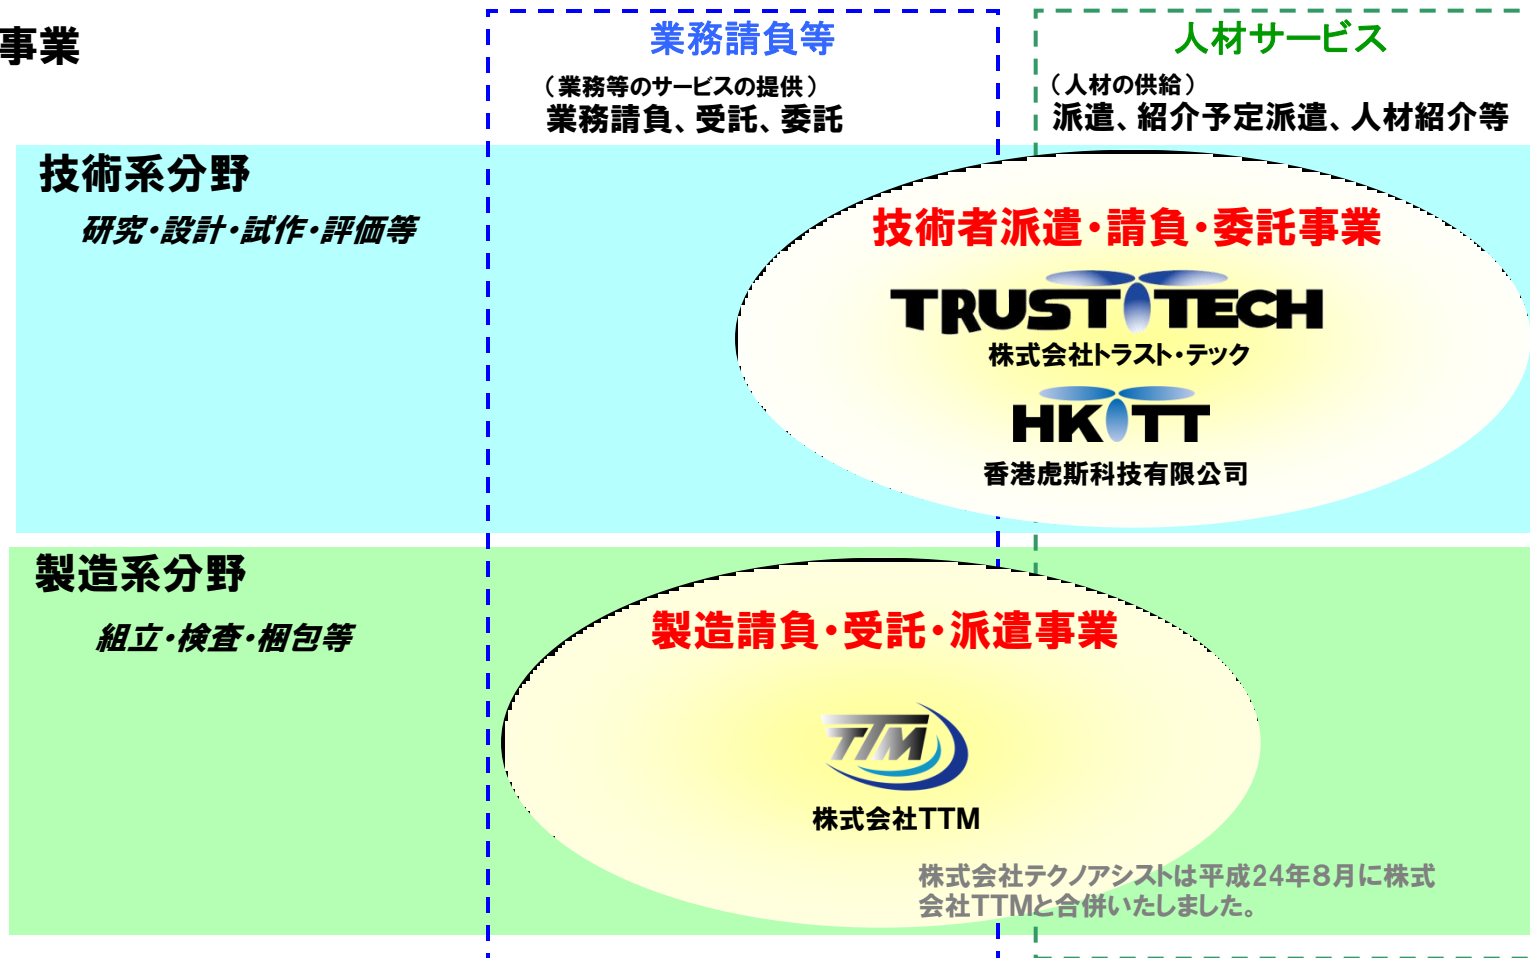 事業
業務請負等
(業務等のサービスの提供)
業務請負、受託、委託
人材サービス
(人材の供給)
派遣、紹介予定派遣、人材紹介等
技術系分野
研究・設計・試作・評価等
技術者派遣・請負・委託事業
TRUST TECH
株式会社トラスト・テック
HKTT
香港虎斯科技有限公司
製造系分野
組立・検査・梱包等
製造請負・受託・派遣事業
TTM
株式会社TTM
株式会社テクノアシストは平成24年8月に株式
会社TTMと合併いたしました。